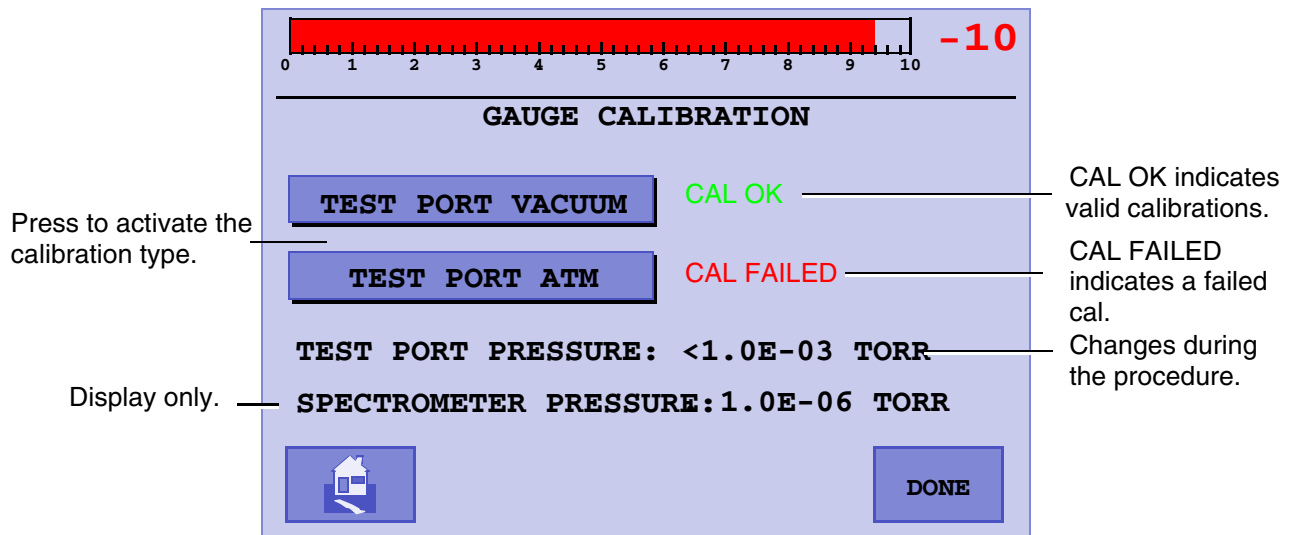 -10
0 1 2 3 4 5 6 7 8 9 10
GAUGE CALIBRATION
Press to activate the
calibration type.
TEST PORT VACUUM
CAL OK
CAL OK indicates
valid calibrations.
TEST PORT ATM
CAL FAILED
CAL FAILED
indicates a failed
cal.
TEST PORT PRESSURE: <1.0E-03 TORR
Changes during
the procedure.
Display only.
SPECTROMETER PRESSURE:1.0E-06 TORR
DONE